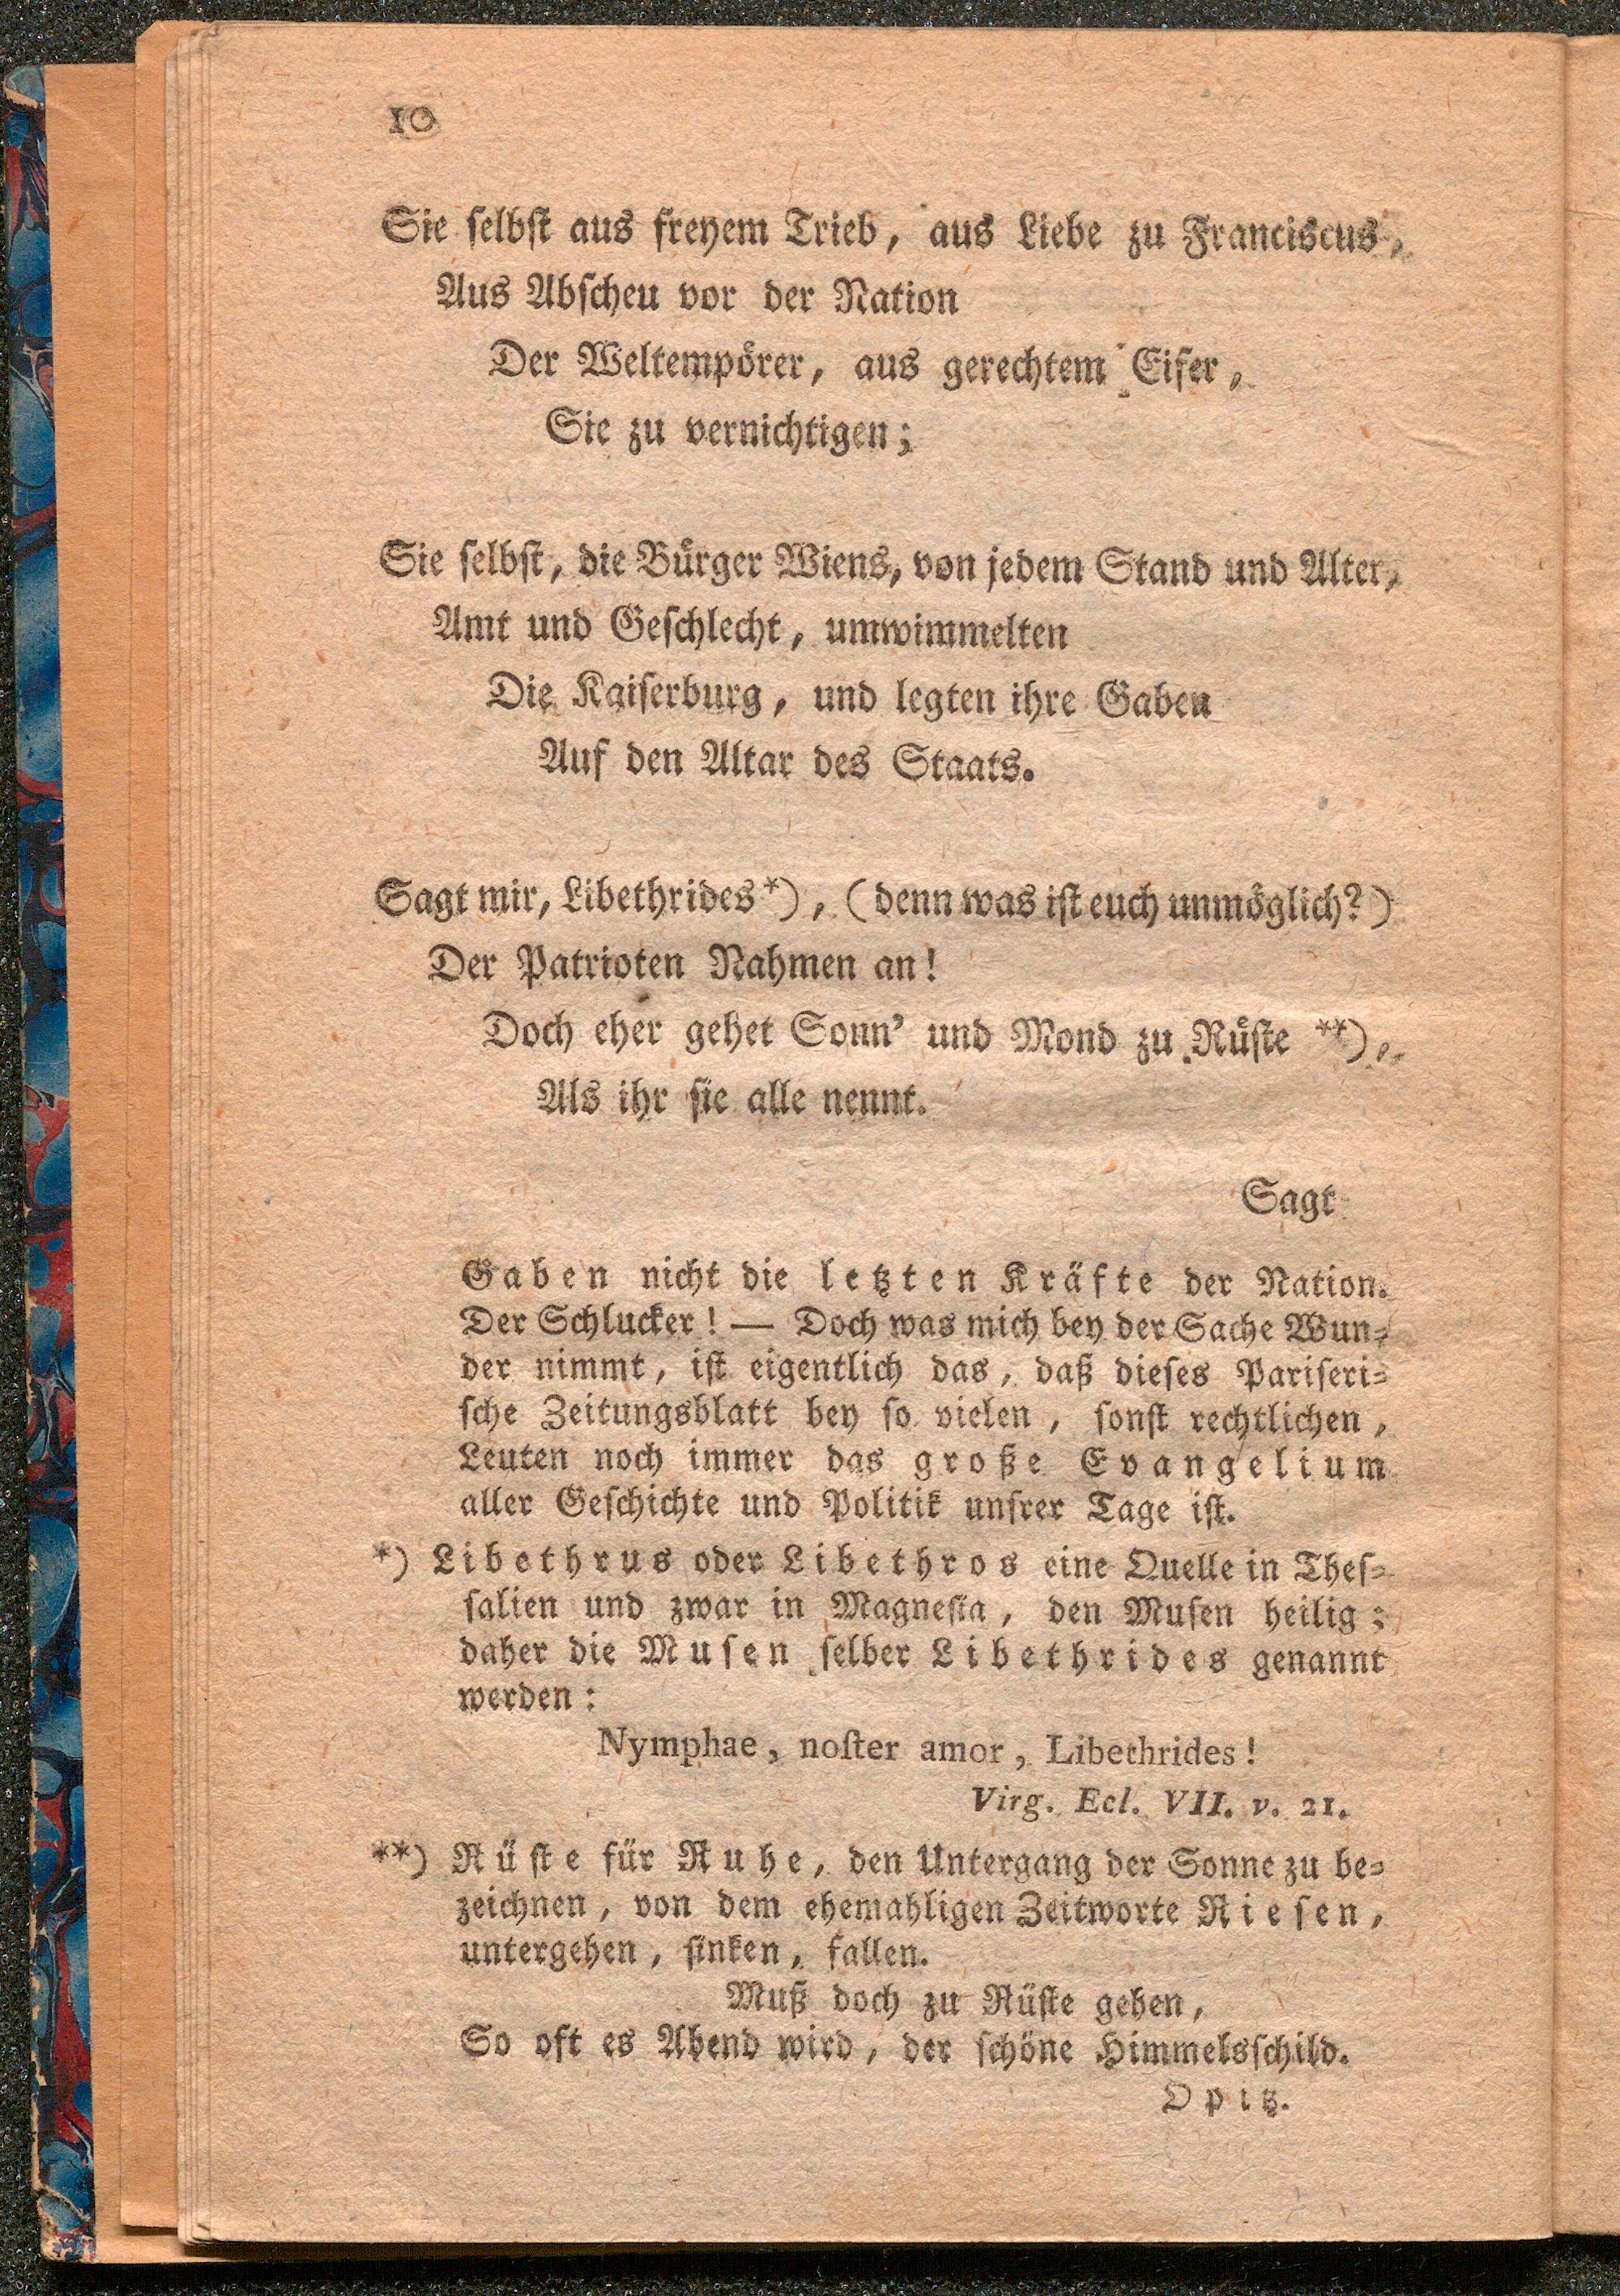 10
Sie selbst aus freyem Trieb, aus Liebe zu Franciscus,
Aus Abscheu vor der Nation
Der Weltempörer, aus gerechtem Eifer,
Sie zu vernichtigen;
Sie selbst, die Bürger Wiens, von jedem Stand und Alter,
Amt und Geschlecht, umwimmelten
Die Kaiserburg, und legten ihre Gaben
Auf den Altar des Staats.
Sagt mir, Libethrides*), (denn was ist euch unmöglich?)
Der Patrioten Nahmen an!
Doch eher gehet Sonn' und Mond zu Rüste **),
Als ihr sie alle nennt.
Sagt
Gaben nicht die letzten Kräfte der Nation.
Der Schlucker! — Doch was mich bey der Sache Wun-
der nimmt, ist eigentlich das, daß dieses Pariseri-
sche Zeitungsblatt bey so vielen, sonst rechtlichen,
Leuten noch immer das große Evangelium
aller Geschichte und Politik unsrer Tage ist.
*) Libethrus oder Libethros eine Quelle in Thes-
salien und zwar in Magnesia, den Musen heilig;
daher die Musen selber Libethrides genannt
werden:
Nymphae, noſter amor, Libethrides!
Virg. Ecl. VII. v. 21.
**) Rüste für Ruhe, den Untergang der Sonne zu be-
zeichnen, von dem ehemahligen Zeitworte Riesen,
untergehen, sinken, fallen.
Muß doch zu Rüste gehen,
So oft es Abend wird, der schöne Himmelsschild.
Opitz.